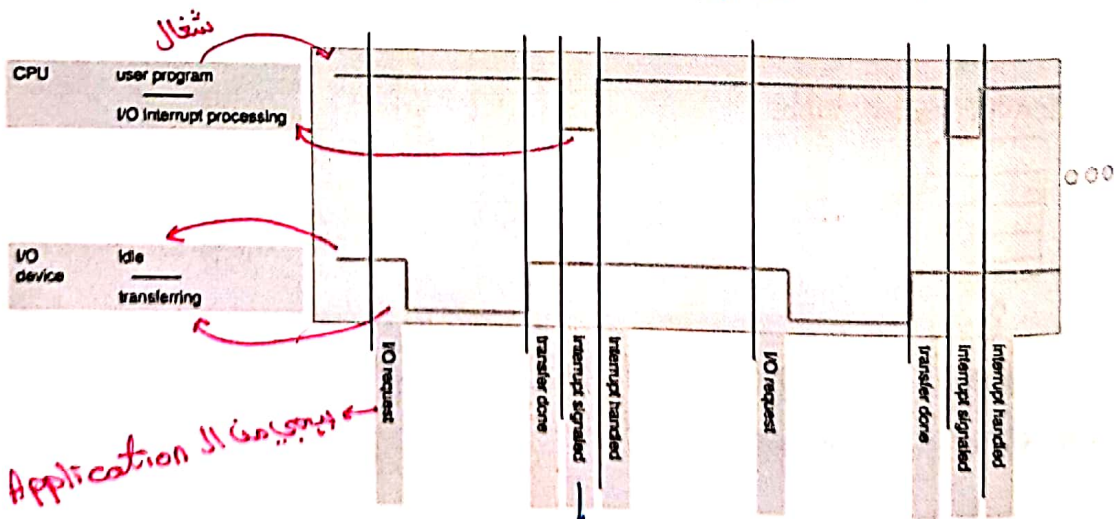 شغال
CPU user program
I/O Interrupt processing
I/O device Idle
transferring
I/O request
transfer done
interrupt signaled
interrupt handled
I/O request
transfer done
interrupt signaled
interrupt handled
بيجي من ال Application